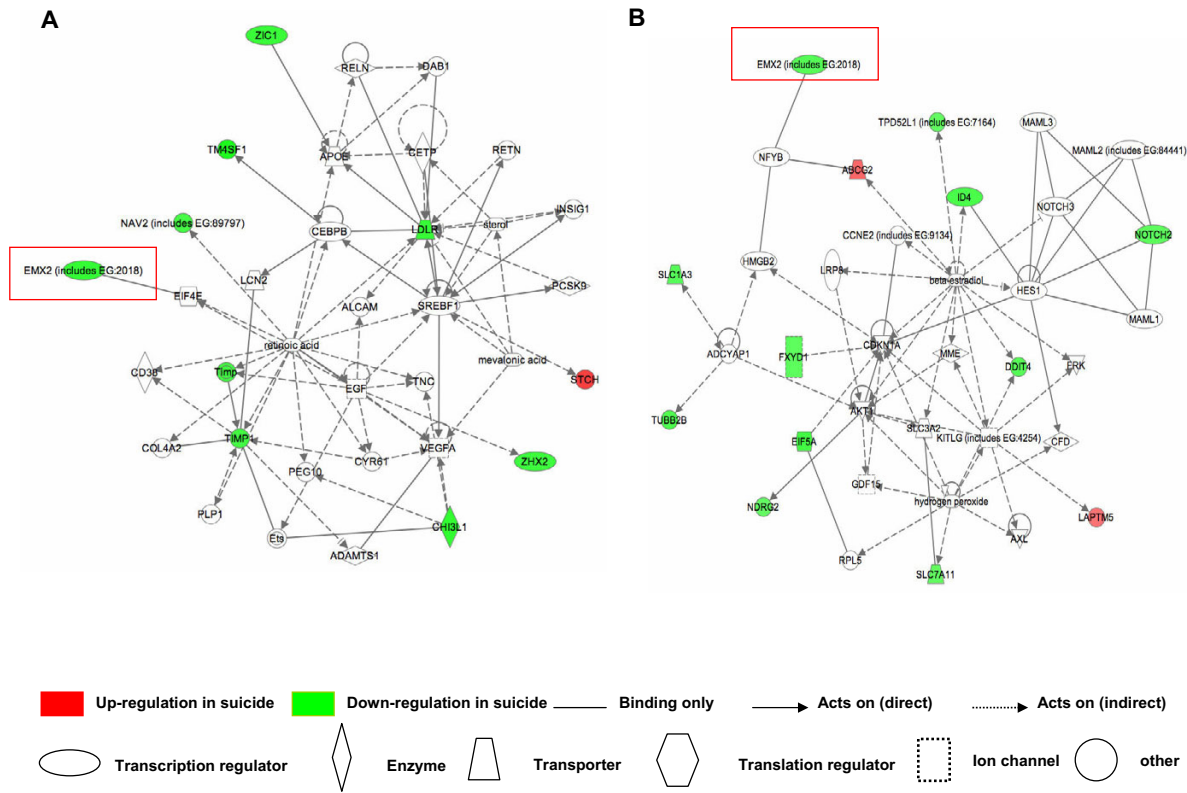 A
B
ZIC1
RELN
DAB1
TM4SF1
APOE
CETP
RETN
NAV2 (includes EG:89797)
CEBPB
LDLR
sterol
INSIG1
EMX2 (includes EG:2018)
EIF4E
LCN2
ALCAM
SREBF1
PCSK9
retinoic acid
mevalonic acid
CD38
Timp
EGF
TNC
STCH
COL4A2
TIMP1
VEGFA
PEG10
CYR61
ZHX2
PLP1
Ets
CHI3L1
ADAMTS1
EMX2 (includes EG:2018)
TPD52L1 (includes EG:7164)
MAML3
NFYB
ABCG2
MAML2 (includes EG:84441)
ID4
NOTCH3
CCNE2 (includes EG:9134)
NOTCH2
SLC1A3
HMGB2
LRP8
beta-estradiol
HES1
MAML1
ADCYAP1
FXYD1
CDKN1A
MME
DDIT4
ERK
TUBB2B
AKT1
EIF5A
SLC3A2
KITLG (includes EG:4254)
CFD
GDF15
NDRG2
hydrogen peroxide
LAPTM5
AXL
RPL5
SLC7A11
Up-regulation in suicide
Down-regulation in suicide
Binding only
Acts on (direct)
Acts on (indirect)
Transcription regulator
Enzyme
Transporter
Translation regulator
Ion channel
other